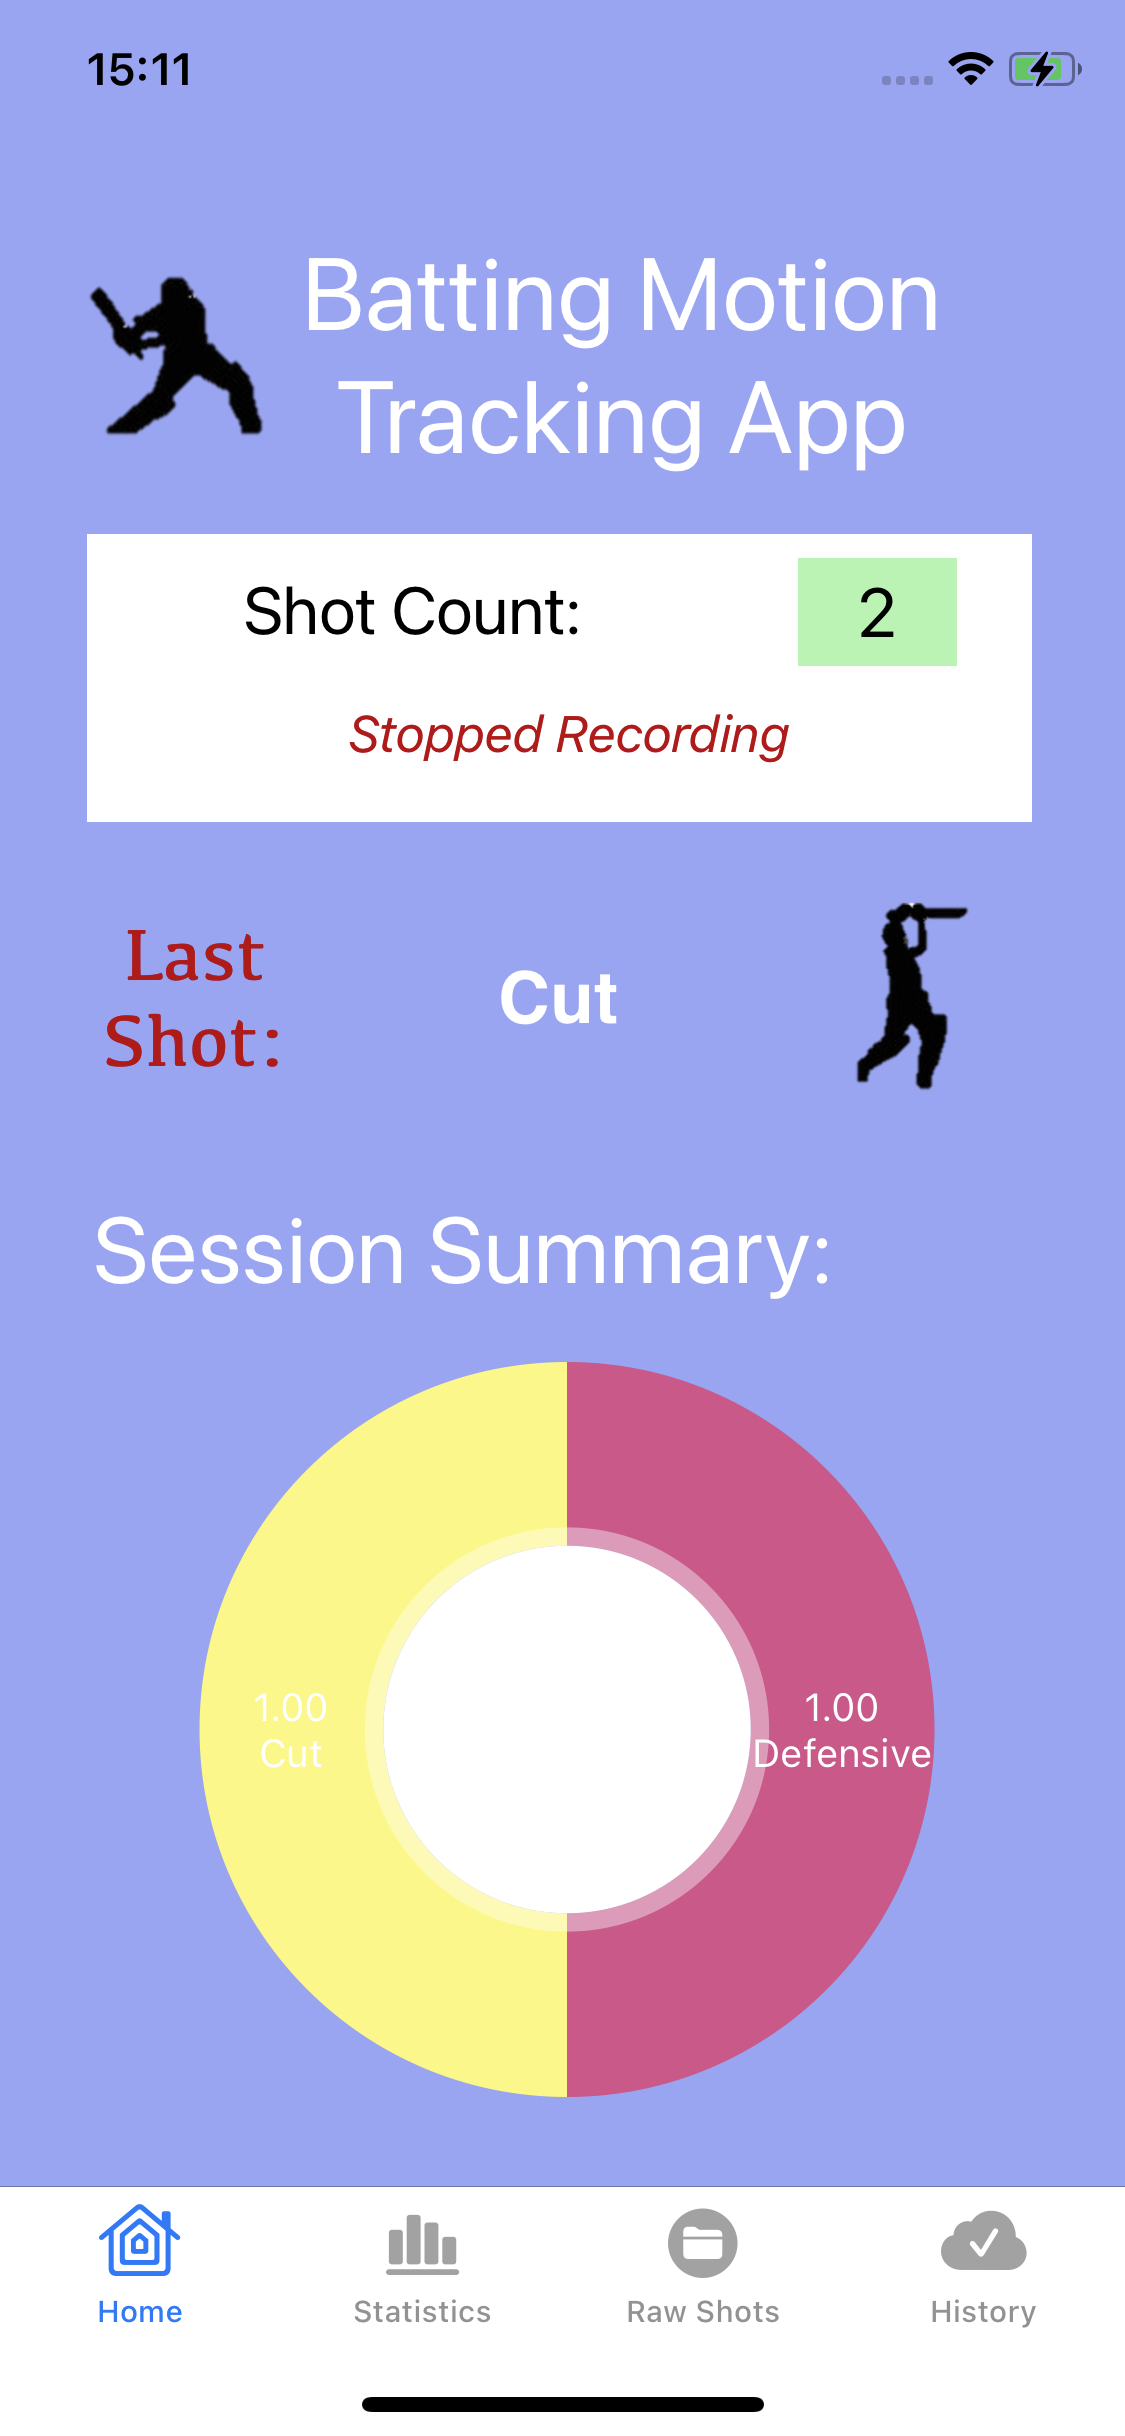 15:11
Batting Motion
Tracking App
Shot Count:
2
Stopped Recording
Last
Shot:
Cut
Session Summary:
1.00
Cut
1.00
Defensive
Home
Statistics
Raw Shots
History